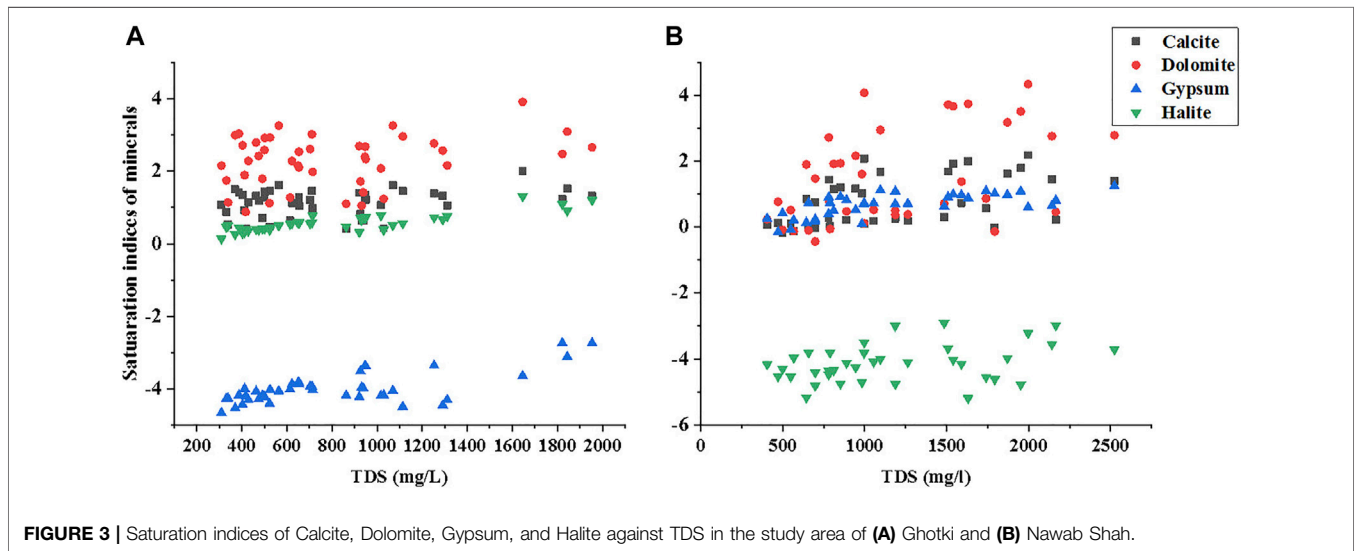 A
B
Calcite
Dolomite
Gypsum
Halite
4
2
0
-2
-4
Satuaration indices of minerals
200 400 600 800 1000 1200 1400 1600 1800 2000
TDS (mg/L)
4
2
0
-2
-4
-6
0 500 1000 1500 2000 2500
TDS (mg/l)
FIGURE 3 | Saturation indices of Calcite, Dolomite, Gypsum, and Halite against TDS in the study area of (A) Ghotki and (B) Nawab Shah.